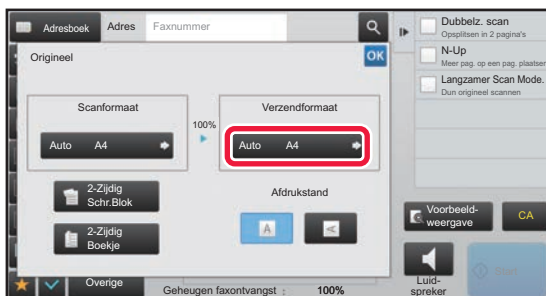 Adresboek
Adres
Faxnummer
Origineel
OK
Scanformaat
Auto A4
100%
Verzendformaat
Auto A4
2-Zijdig
Schr.Blok
2-Zijdig
Boekje
Afdrukstand
A
A
Overige
Geheugen faxontvangst : 100%
Dubbelz. scan
Opsplitsen in 2 pagina's
N-Up
Meer pag. op een pag. plaatsen
Langzamer Scan Mode.
Dun origineel scannen
Voorbeeld-
weergave
CA
Luid-
spreker
Start